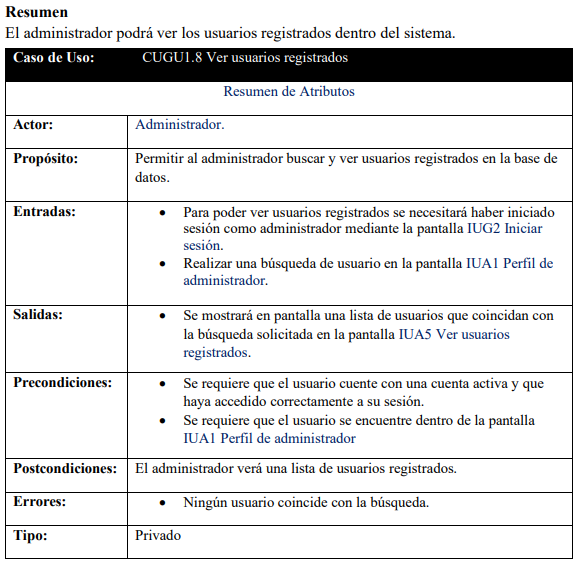 Resumen
El administrador podrá ver los usuarios registrados dentro del sistema.
Caso de Uso: CUGU1.8 Ver usuarios registrados
Resumen de Atributos
Actor: Administrador.
Propósito: Permitir al administrador buscar y ver usuarios registrados en la base de
datos.
Entradas: • Para poder ver usuarios registrados se necesitará haber iniciado
sesión como administrador mediante la pantalla IUG2 Iniciar
sesión.
• Realizar una búsqueda de usuario en la pantalla IUA1 Perfil de
administrador.
Salidas: • Se mostrará en pantalla una lista de usuarios que coincidan con
la búsqueda solicitada en la pantalla IUA5 Ver usuarios
registrados.
Precondiciones: • Se requiere que el usuario cuente con una cuenta activa y que
haya accedido correctamente a su sesión.
• Se requiere que el usuario se encuentre dentro de la pantalla
IUA1 Perfil de administrador
Postcondiciones: El administrador verá una lista de usuarios registrados.
Errores: • Ningún usuario coincide con la búsqueda.
Tipo: Privado